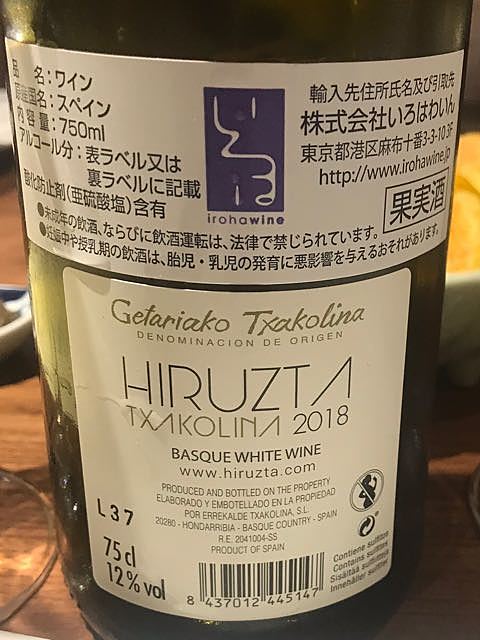 品　名：ワイン
原産国名：スペイン
内 容 量：750ml
アルコール分：表ラベル又は
裏ラベルに記載
酸化防止剤(亜硫酸塩)含有
いろは
irohawine
輸入先住所氏名及び引取先
株式会社いろはわいん
東京都港区麻布十番3-3-10 3F
http://www.irohawine.jp
果実酒
●未成年の飲酒、ならびに飲酒運転は、法律で禁じられています。
●妊娠中や授乳期の飲酒は、胎児・乳児の発育に悪影響を与えるおそれがあります。
Getariako Txakolina
DENOMINACION DE ORIGEN
HIRUZTA
TXAKOLINA 2018
BASQUE WHITE WINE
www.hiruzta.com
PRODUCED AND BOTTLED ON THE PROPERTY
ELABORADO Y EMBOTELLADO EN LA PROPIEDAD
POR ERREKALDE TXAKOLINA, S.L.
20280 - HONDARRIBIA - BASQUE COUNTRY - SPAIN
R.E. 2041004-SS
PRODUCT OF SPAIN
L37
75cl
12% vol
8 437012 445147
Contiene sulfitos
Contains sulfites
Sisältää sulfiitteja
Innehåller sulfiter